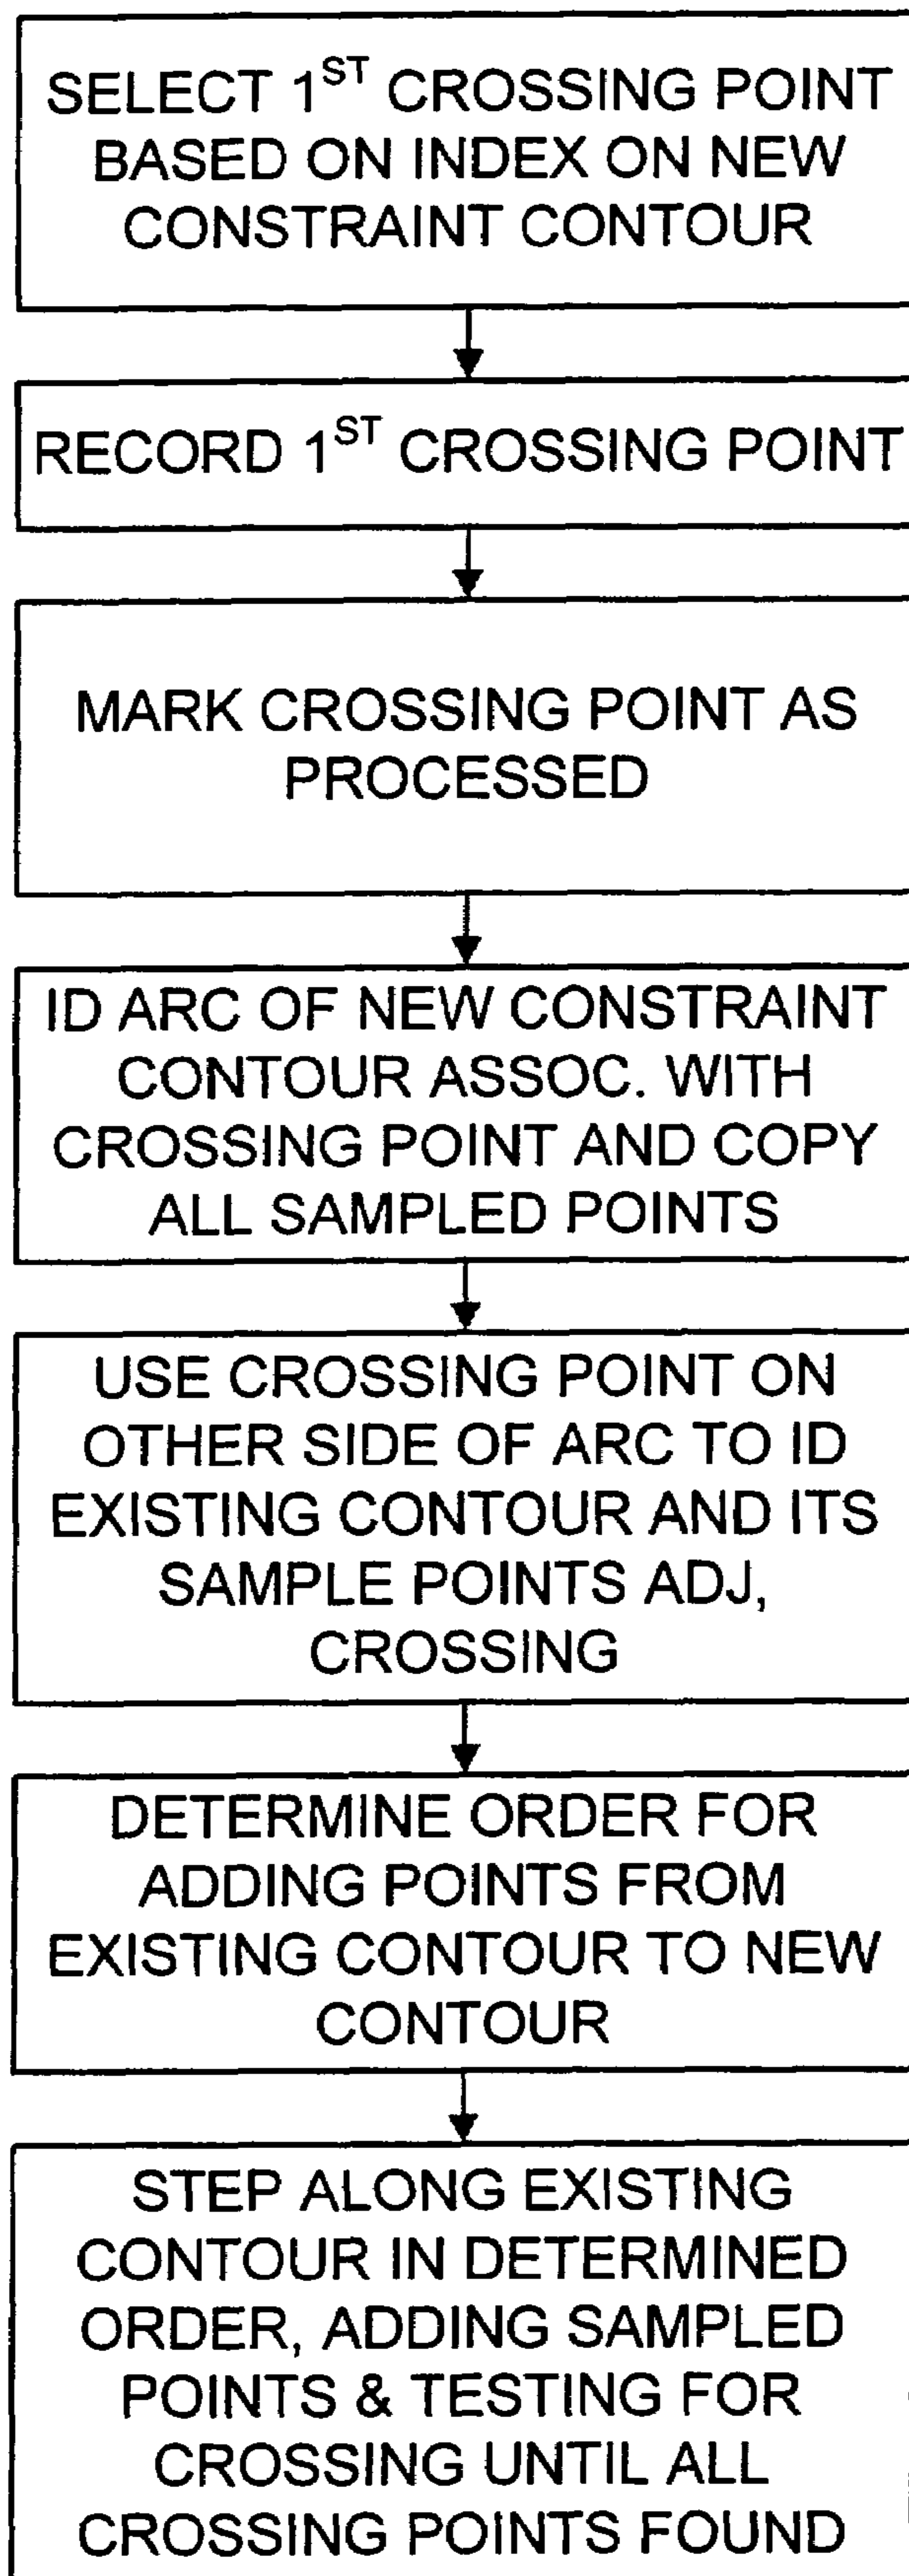 SELECT 1ST CROSSING POINT
BASED ON INDEX ON NEW
CONSTRAINT CONTOUR
RECORD 1ST CROSSING POINT
MARK CROSSING POINT AS
PROCESSED
ID ARC OF NEW CONSTRAINT
CONTOUR ASSOC. WITH
CROSSING POINT AND COPY
ALL SAMPLED POINTS
USE CROSSING POINT ON
OTHER SIDE OF ARC TO ID
EXISTING CONTOUR AND ITS
SAMPLE POINTS ADJ,
CROSSING
DETERMINE ORDER FOR
ADDING POINTS FROM
EXISTING CONTOUR TO NEW
CONTOUR
STEP ALONG EXISTING
CONTOUR IN DETERMINED
ORDER, ADDING SAMPLED
POINTS & TESTING FOR
CROSSING UNTIL ALL
CROSSING POINTS FOUND